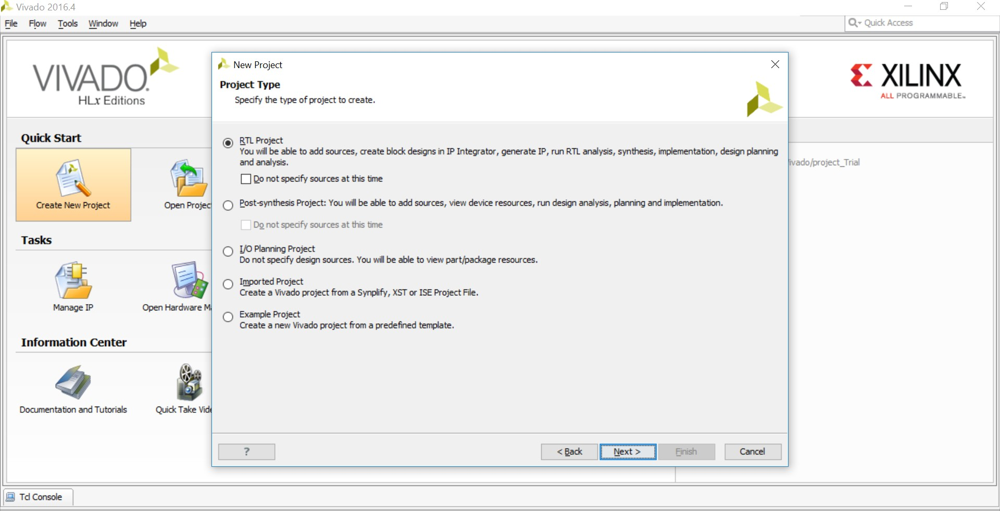 Vivado 2016.4
File Flow Tools Window Help
Quick Access
VIVADO.
HLx Editions
XILINX
ALL PROGRAMMABLE™
New Project
Project Type
Specify the type of project to create.
RTL Project
You will be able to add sources, create block designs in IP Integrator, generate IP, run RTL analysis, synthesis, implementation, design planning
and analysis.
Do not specify sources at this time
Post-synthesis Project: You will be able to add sources, view device resources, run design analysis, planning and implementation.
Do not specify sources at this time
I/O Planning Project
Do not specify design sources. You will be able to view part/package resources.
Imported Project
Create a Vivado project from a Synplify, XST or ISE Project File.
Example Project
Create a new Vivado project from a predefined template.
?
< Back
Next >
Finish
Cancel
Quick Start
Create New Project
Open Projec
Tasks
Manage IP
Open Hardware M
Information Center
Documentation and Tutorials
Quick Take Vide
ivado/project_Trial
Tcl Console